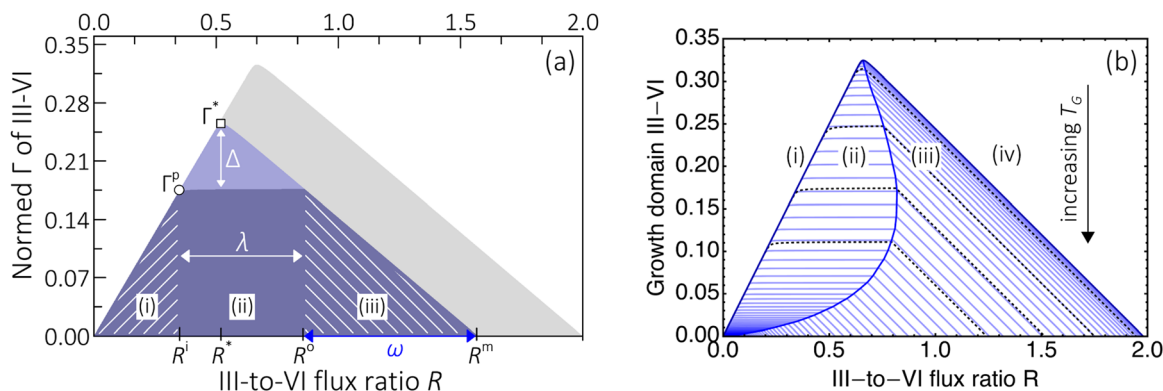 0.0 0.5 1.0 1.5 2.0
(a)
Normed Γ of III-VI
0.35
0.28
0.21
0.14
0.07
0.00
Γ*
Γp
Δ
λ
(i) (ii) (iii)
ω
Ri R* Ro Rm
III-to-VI flux ratio R
(b)
Growth domain III−VI
0.35
0.30
0.25
0.20
0.15
0.10
0.05
0.00
(i) (ii) (iii) (iv)
increasing TG
0.0 0.5 1.0 1.5 2.0
III−to−VI flux ratio R